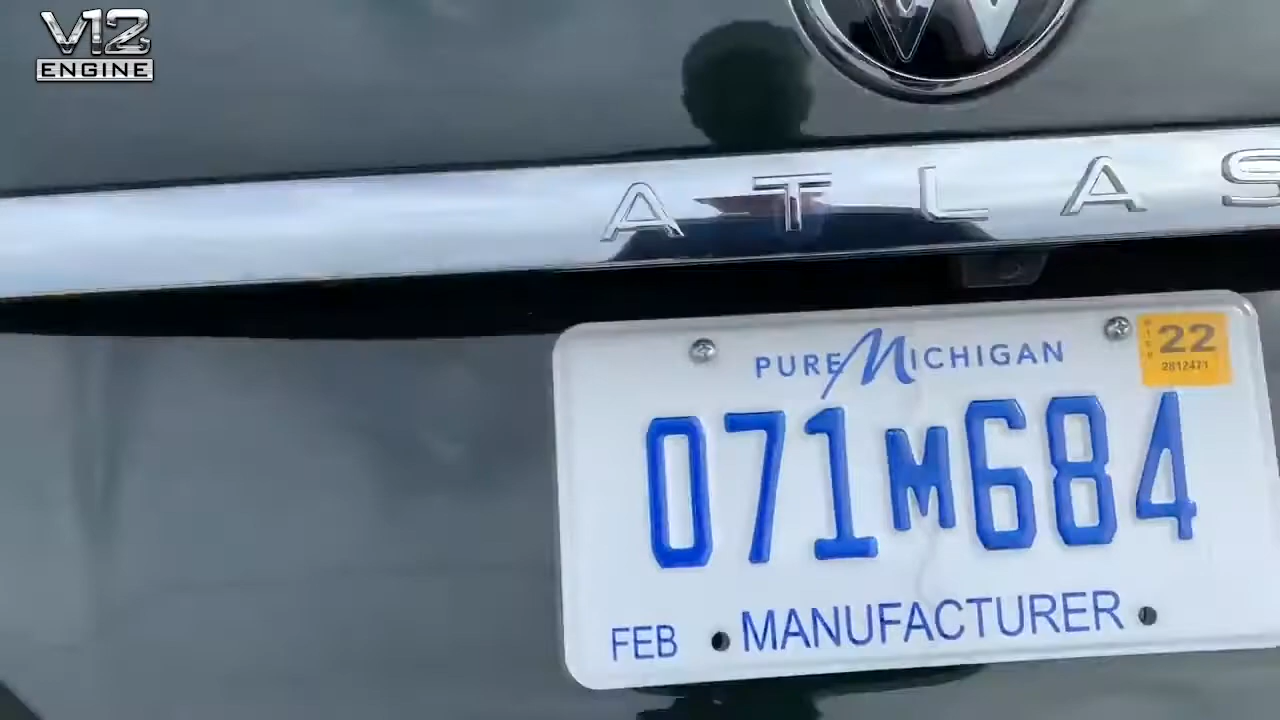 V12
ENGINE
ATLAS
PURE MICHIGAN
22
2812471
071M684
FEB MANUFACTURER